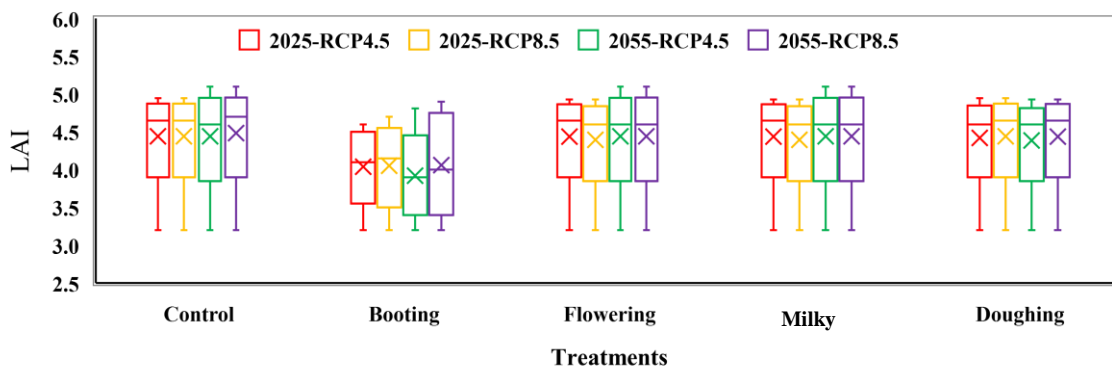 6.0
2025-RCP4.5 2025-RCP8.5 2055-RCP4.5 2055-RCP8.5
5.5
5.0
4.5
LAI
4.0
3.5
3.0
2.5
Control Booting Flowering Milky Doughing
Treatments